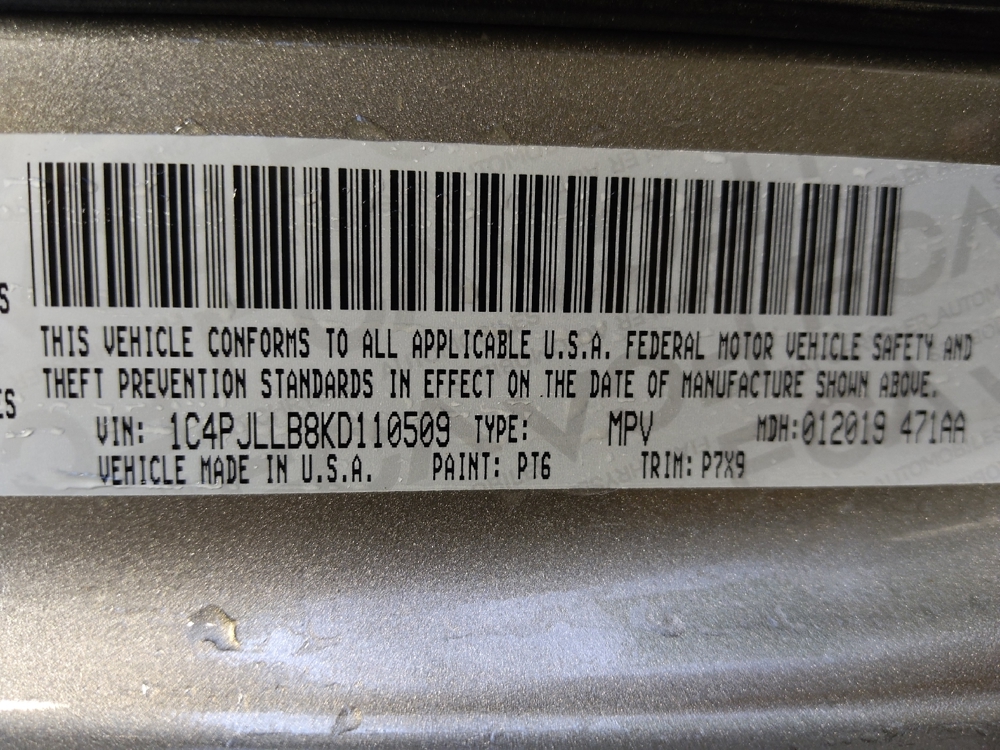 S
THIS VEHICLE CONFORMS TO ALL APPLICABLE U.S.A. FEDERAL MOTOR VEHICLE SAFETY AND
THEFT PREVENTION STANDARDS IN EFFECT ON THE DATE OF MANUFACTURE SHOWN ABOVE.
ES
VIN: 1C4PJLLB8KD110509 TYPE: MPV MDH:012019 471AA
VEHICLE MADE IN U.S.A. PAINT: PT6 TRIM: P7X9